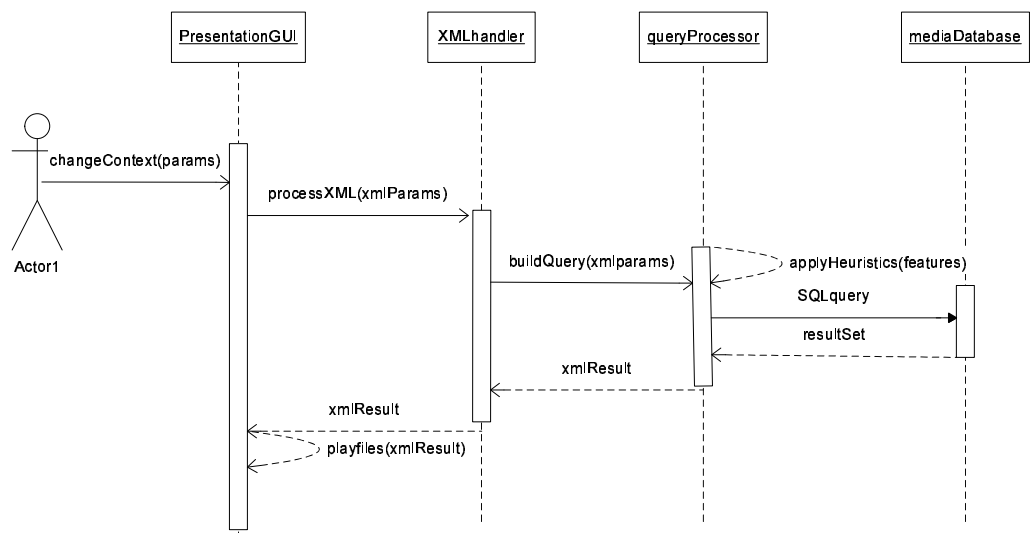 PresentationGUI
XMLhandler
queryProcessor
mediaDatabase
changeContext(params)
processXML(xmlParams)
Actor1
buildQuery(xmlparams)
applyHeuristics(features)
SQLquery
resultSet
xmlResult
xmlResult
playfiles(xmlResult)